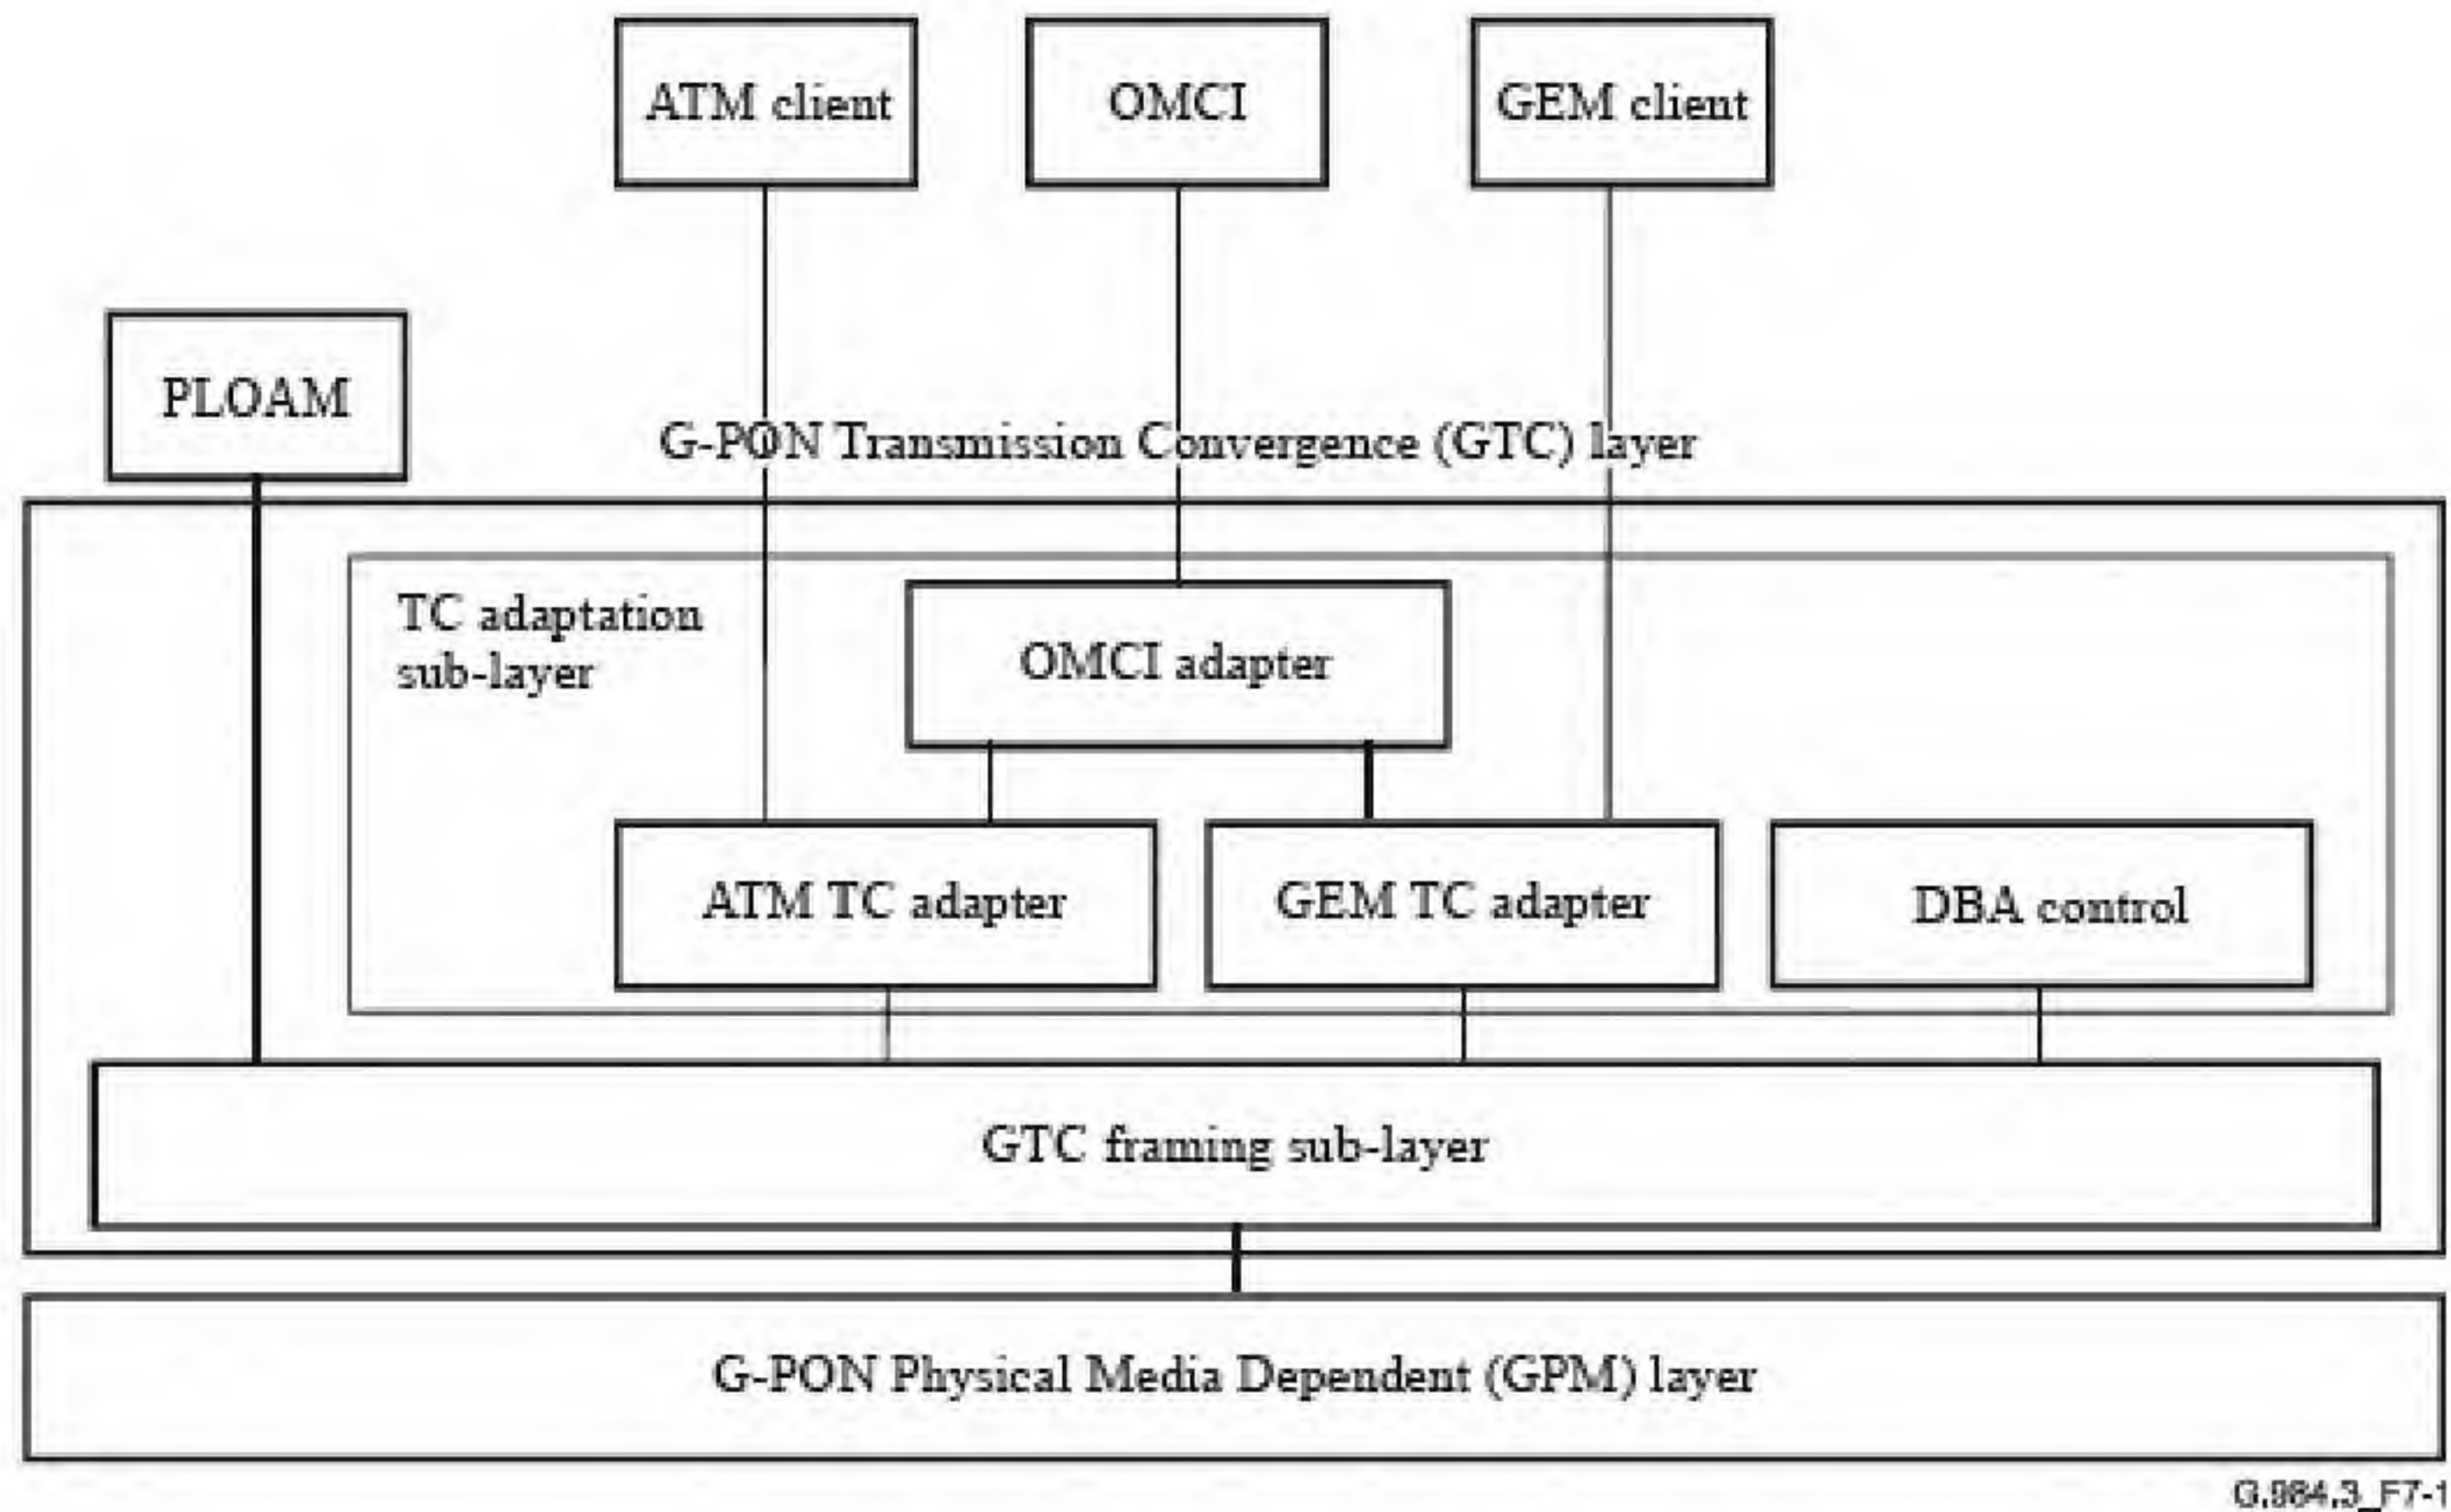 ATM client
OMCI
GEM client
PLOAM
G-PON Transmission Convergence (GTC) layer
TC adaptation
sub-layer
OMCI adapter
ATM TC adapter
GEM TC adapter
DBA control
GTC framing sub-layer
G-PON Physical Media Dependent (GPM) layer
G.984.3_F7-1